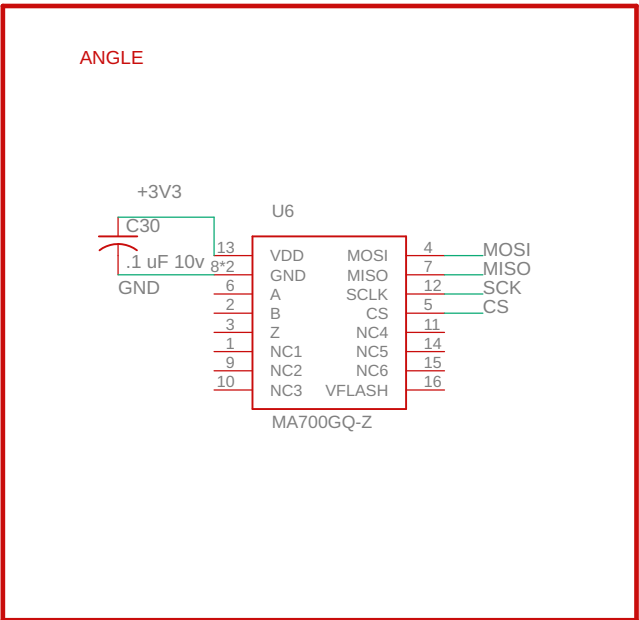 ANGLE
+3V3
C30
.1 uF 10v
GND
U6
13 VDD MOSI 4 MOSI
8*2 GND MISO 7 MISO
6 A SCLK 12 SCK
2 B CS 5 CS
3 Z NC4 11
1 NC1 NC5 14
9 NC2 NC6 15
10 NC3 VFLASH 16
MA700GQ-Z